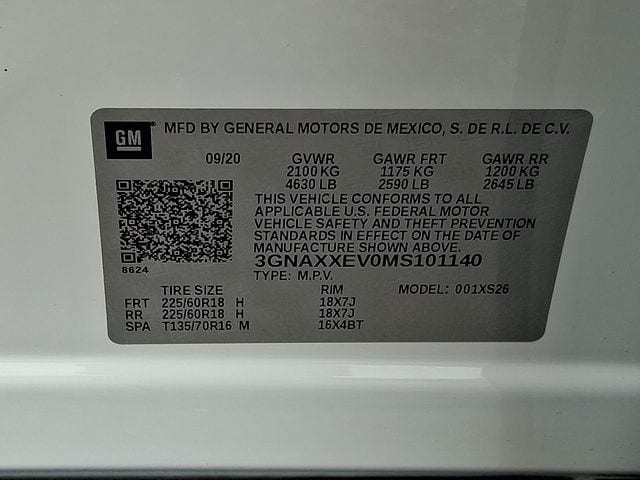 GM MFD BY GENERAL MOTORS DE MEXICO, S. DE R.L. DE C.V.
09/20 GVWR GAWR FRT GAWR RR
2100 KG 1175 KG 1200 KG
4630 LB 2590 LB 2645 LB
THIS VEHICLE CONFORMS TO ALL
APPLICABLE U.S. FEDERAL MOTOR
VEHICLE SAFETY AND THEFT PREVENTION
STANDARDS IN EFFECT ON THE DATE OF
MANUFACTURE SHOWN ABOVE.
8624 3GNAXXEV0MS101140
TYPE: M.P.V.
TIRE SIZE RIM MODEL: 001XS26
FRT 225/60R18 H 18X7J
RR 225/60R18 H 18X7J
SPA T135/70R16 M 16X4BT